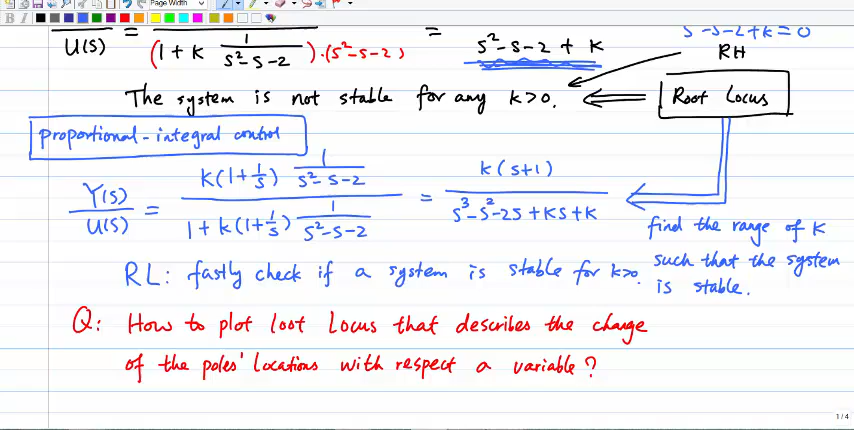 Page Width
B I
U(S) = (1 + K 1/(s²-s-2))·(s²-s-2) = s²-s-2 + K
s²-s-2+k=0
RH
The system is not stable for any k>0.
Root Locus
proportional-integral control
Y(s)/U(s) = K(1+1/s) 1/(s²-s-2) / 1+k(1+1/s) 1/(s²-s-2) = k(s+1) / s³-s²-2s+ks+k
find the range of K
such that the system
is stable.
RL: fastly check if a system is stable for k>0.
Q: How to plot loot Locus that describes the change
of the poles' locations with respect a variable?
1 / 4